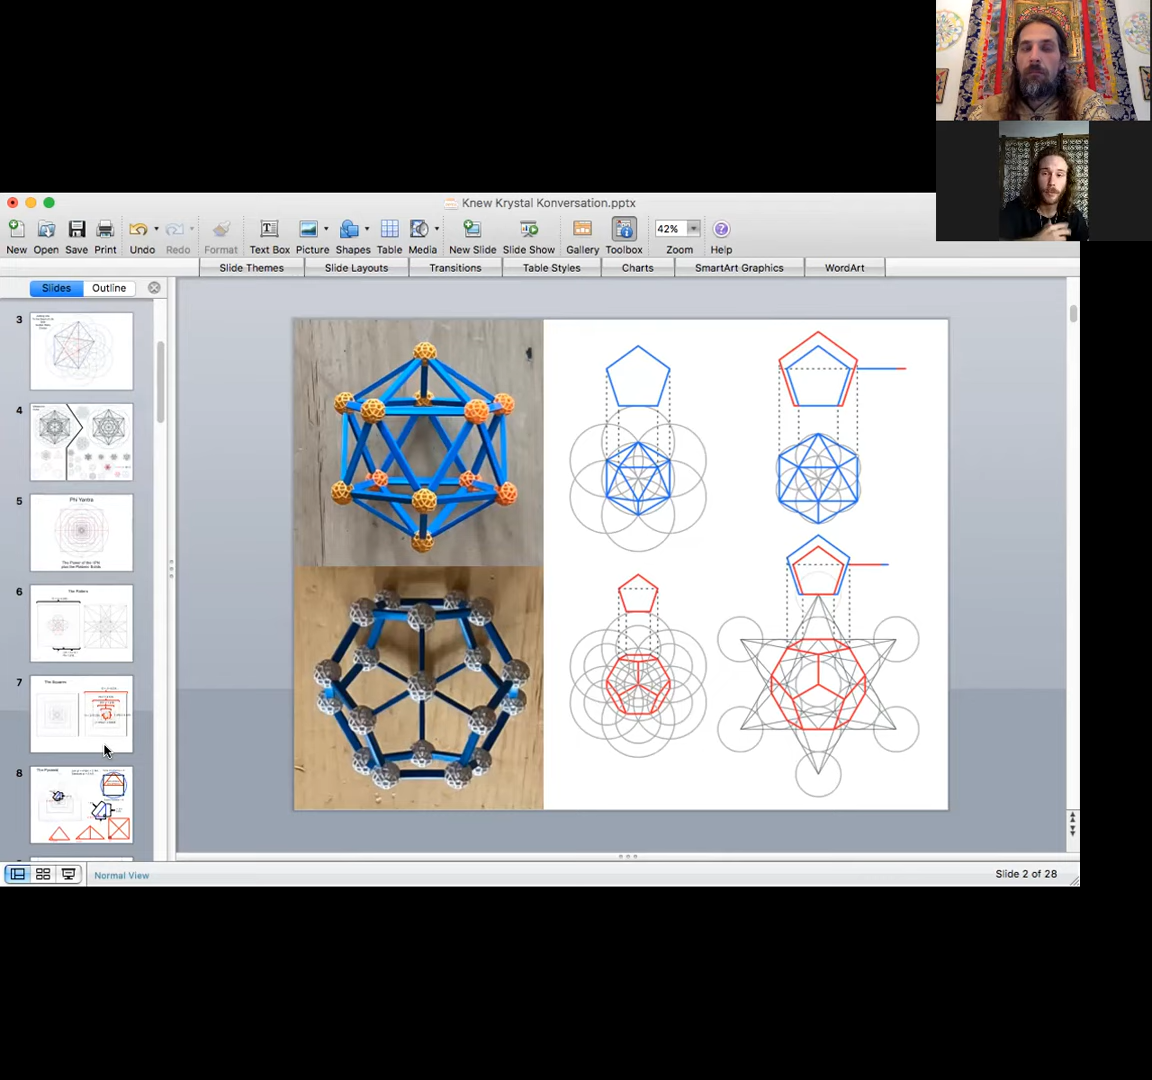 Knew Krystal Konversation.pptx
New Open Save Print Undo Redo Format Text Box Picture Shapes Table Media New Slide Slide Show 42% Zoom Gallery Toolbox Help
Slide Themes Slide Layouts Transitions Table Styles Charts SmartArt Graphics WordArt
Slides Outline
3
4
5
Phi Yantra
6
7
The Squares
8
The Pyramid
Normal View
Slide 2 of 28